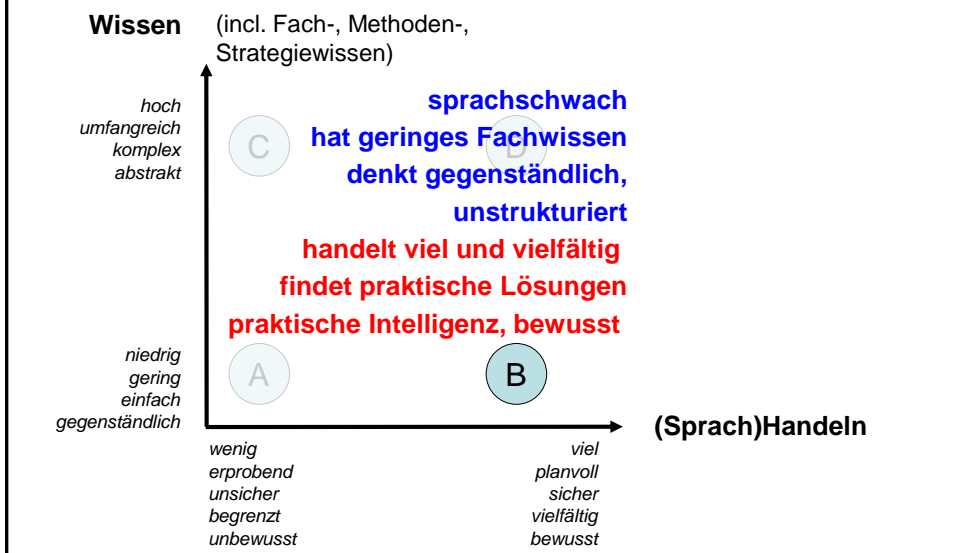 Wissen (incl. Fach-, Methoden-,
Strategiewissen)
hoch
umfangreich
komplex
abstrakt
C
D
sprachschwach
hat geringes Fachwissen
denkt gegenständlich,
unstrukturiert
handelt viel und vielfältig
findet praktische Lösungen
praktische Intelligenz, bewusst
niedrig
gering
einfach
gegenständlich
A
B
(Sprach)Handeln
wenig
erprobend
unsicher
begrenzt
unbewusst
viel
planvoll
sicher
vielfältig
bewusst